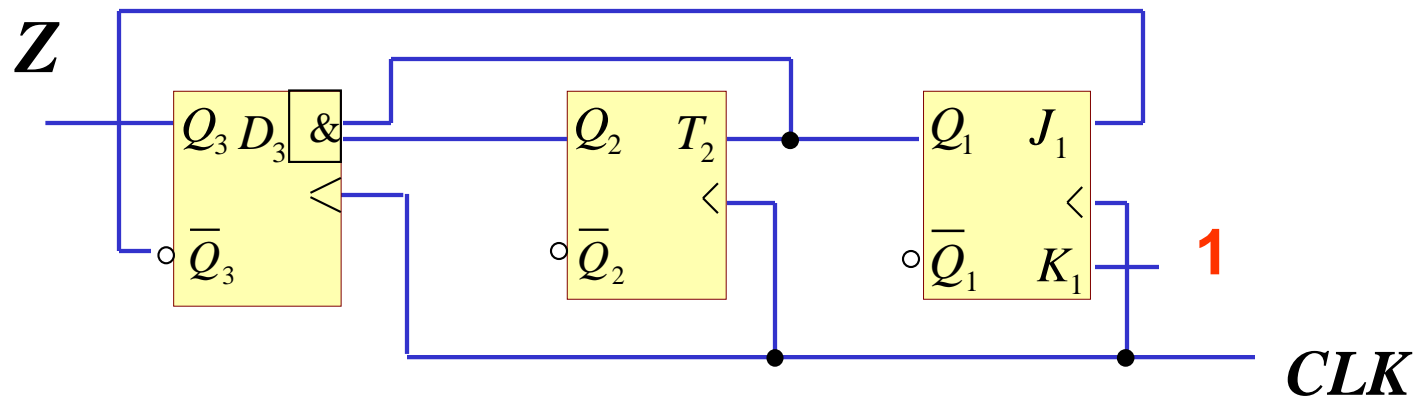 Z
Q₃ D₃ & Q₂ T₂ Q₁ J₁
Q̅₃ Q̅₂ Q̅₁ K₁ 1
CLK